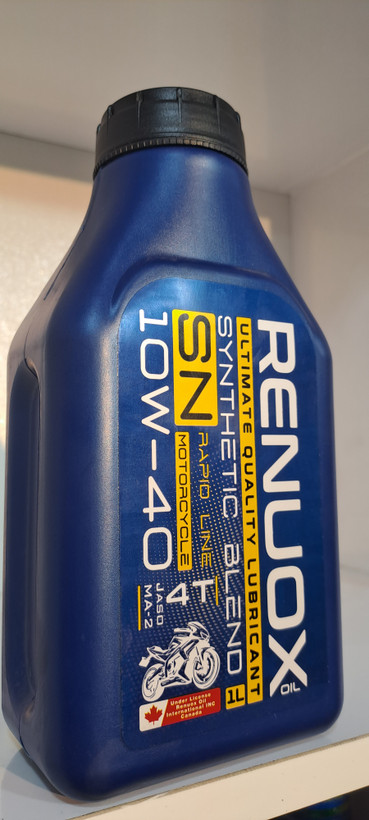 RENUOX
OIL
ULTIMATE QUALITY LUBRICANT
SYNTHETIC BLEND
1L
SN
RAPID LINE
MOTORCYCLE
4T
10W-40
JASO
MA-2
Under License
Renuox Oil
International INC
Canada